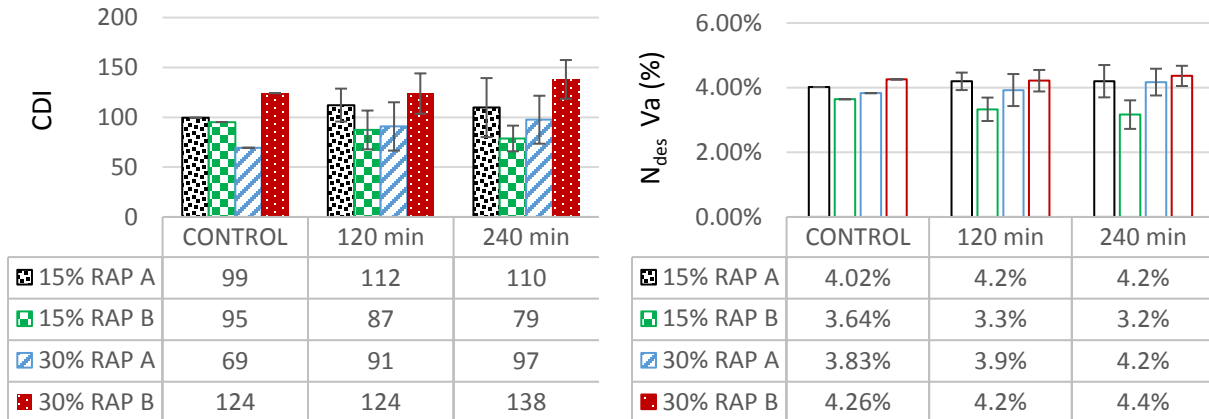 200
150
100
50
0
CDI
CONTROL 120 min 240 min
15% RAP A 99 112 110
15% RAP B 95 87 79
30% RAP A 69 91 97
30% RAP B 124 124 138
6.00%
4.00%
2.00%
0.00%
Ndes Va (%)
CONTROL 120 min 240 min
15% RAP A 4.02% 4.2% 4.2%
15% RAP B 3.64% 3.3% 3.2%
30% RAP A 3.83% 3.9% 4.2%
30% RAP B 4.26% 4.2% 4.4%